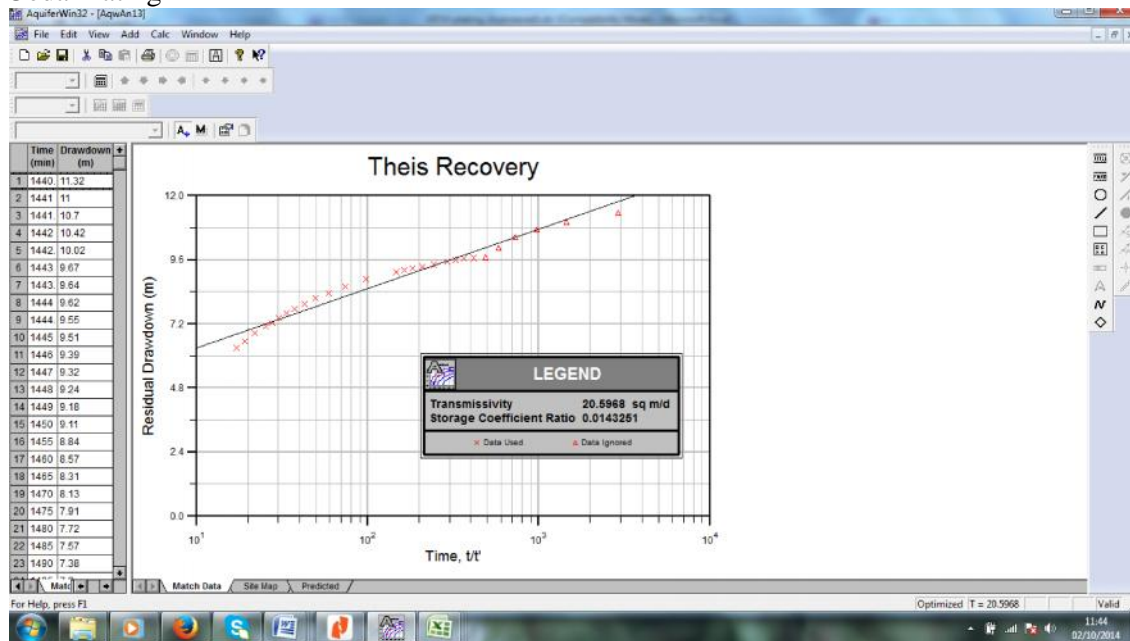 AquiferWin32 - [AqwAn13]
File Edit View Add Calc Window Help
Time (min) Drawdown (m)
1 1440. 11.32
2 1441 11
3 1441. 10.7
4 1442 10.42
5 1442. 10.02
6 1443 9.67
7 1443. 9.64
8 1444 9.62
9 1444 9.55
10 1445 9.51
11 1446 9.39
12 1447 9.32
13 1448 9.24
14 1449 9.18
15 1450 9.11
16 1455 8.84
17 1460 8.57
18 1465 8.31
19 1470 8.13
20 1475 7.91
21 1480 7.72
22 1485 7.57
23 1490 7.38
Theis Recovery
Residual Drawdown (m)
12.0
9.6
7.2
4.8
2.4
0.0
LEGEND
Transmissivity 20.5968 sq m/d
Storage Coefficient Ratio 0.0143251
× Data Used △ Data Ignored
10¹ 10² 10³ 10⁴
Time, t/t'
Match Data Site Map Predicted
For Help, press F1
Optimized T = 20.5968 Valid
11:44
02/10/2014